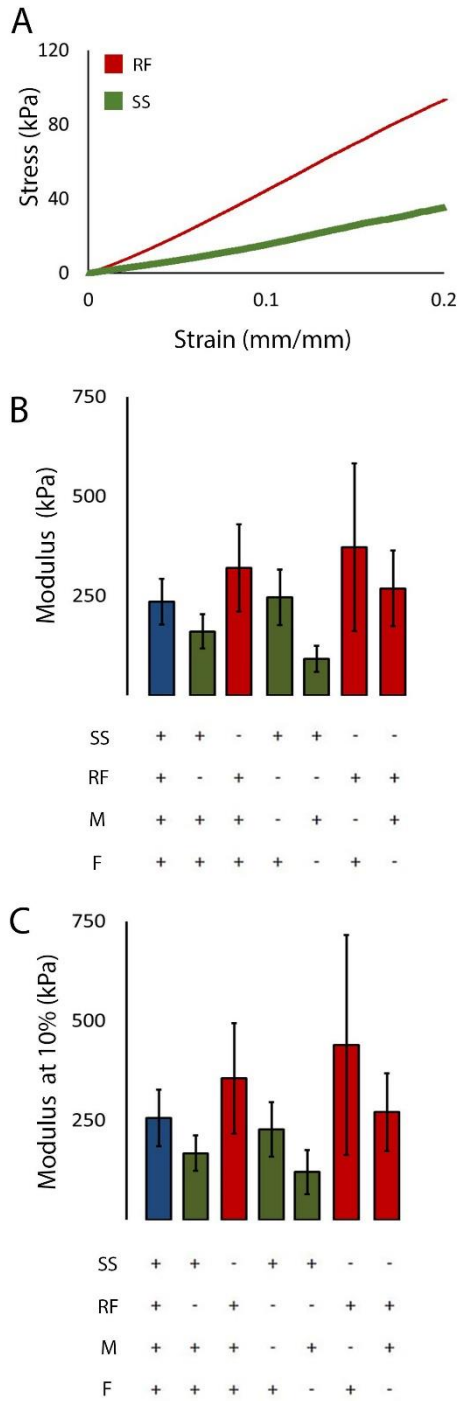 A
120
RF
80
SS
40
0
0
0.1
0.2
Stress (kPa)
Strain (mm/mm)
B
750
500
250
Modulus (kPa)
SS + + - + + - -
RF + - + - - + +
M + + + - + - +
F + + + + - + -
C
750
500
250
Modulus at 10% (kPa)
SS + + - + + - -
RF + - + - - + +
M + + + - + - +
F + + + + - + -